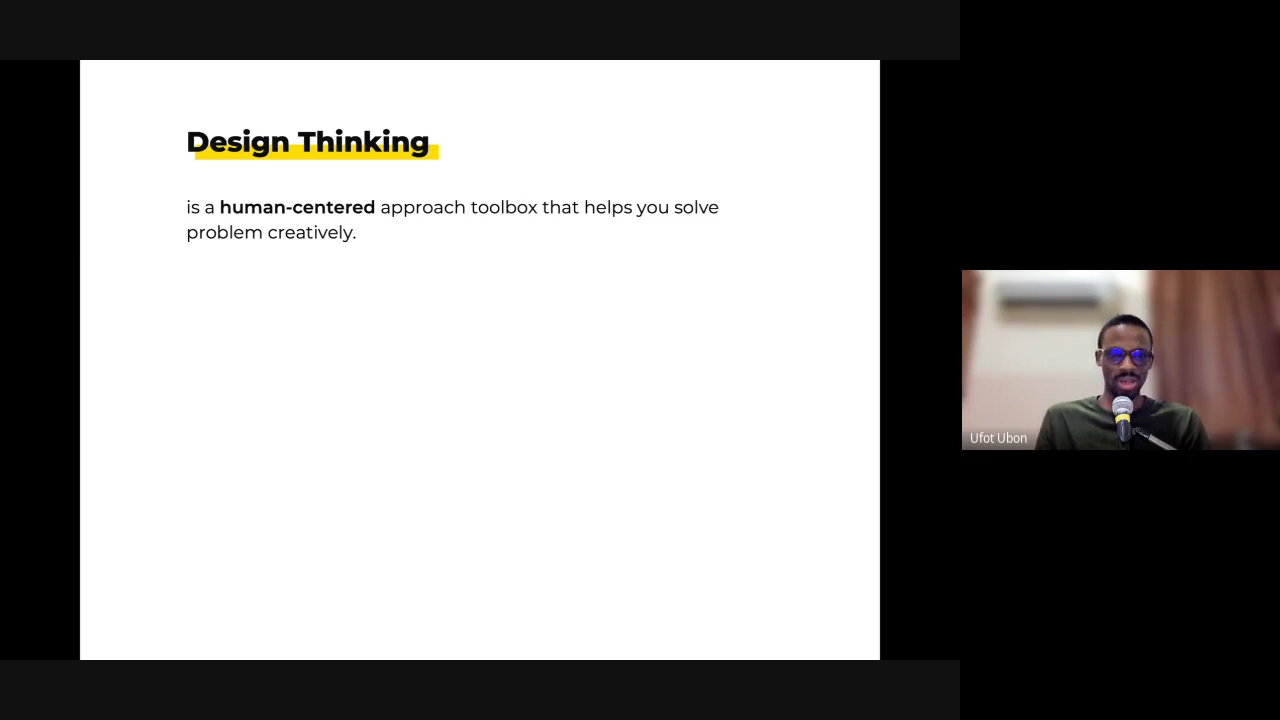 Design Thinking
is a human-centered approach toolbox that helps you solve
problem creatively.
Ufot Ubon